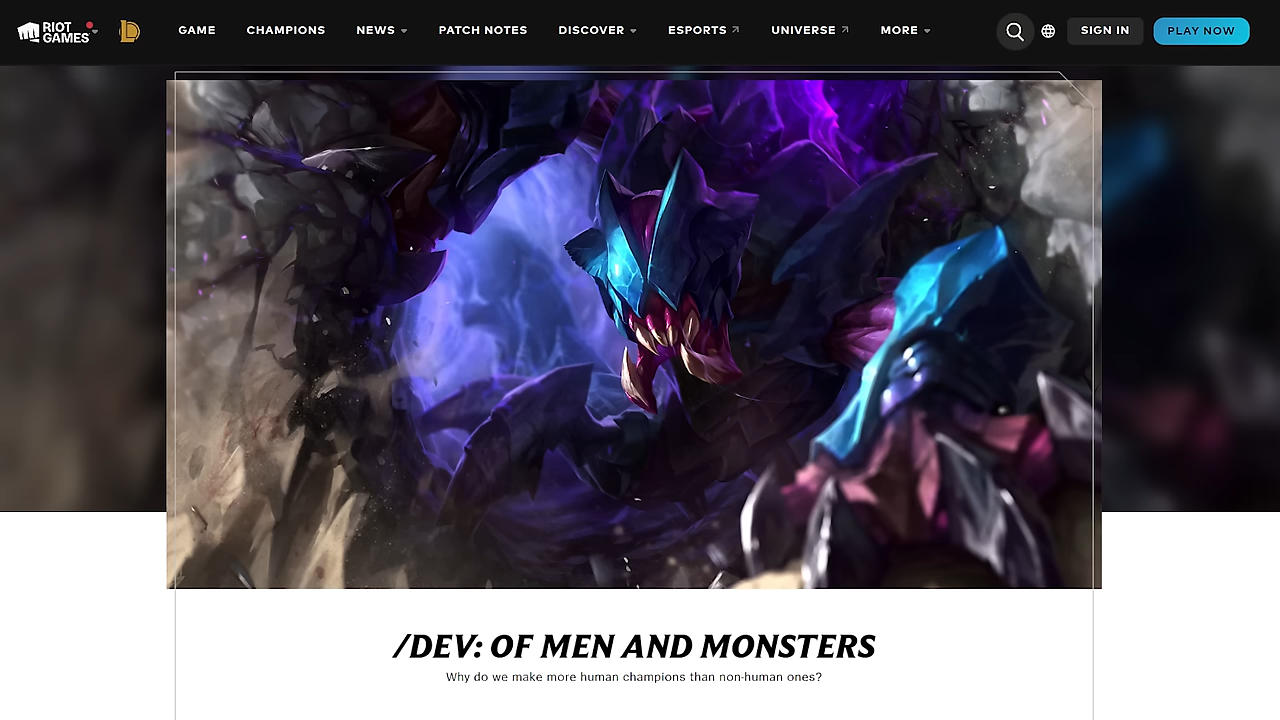 RIOT GAMES
GAME CHAMPIONS NEWS PATCH NOTES DISCOVER ESPORTS UNIVERSE MORE SIGN IN PLAY NOW
/DEV: OF MEN AND MONSTERS
Why do we make more human champions than non-human ones?